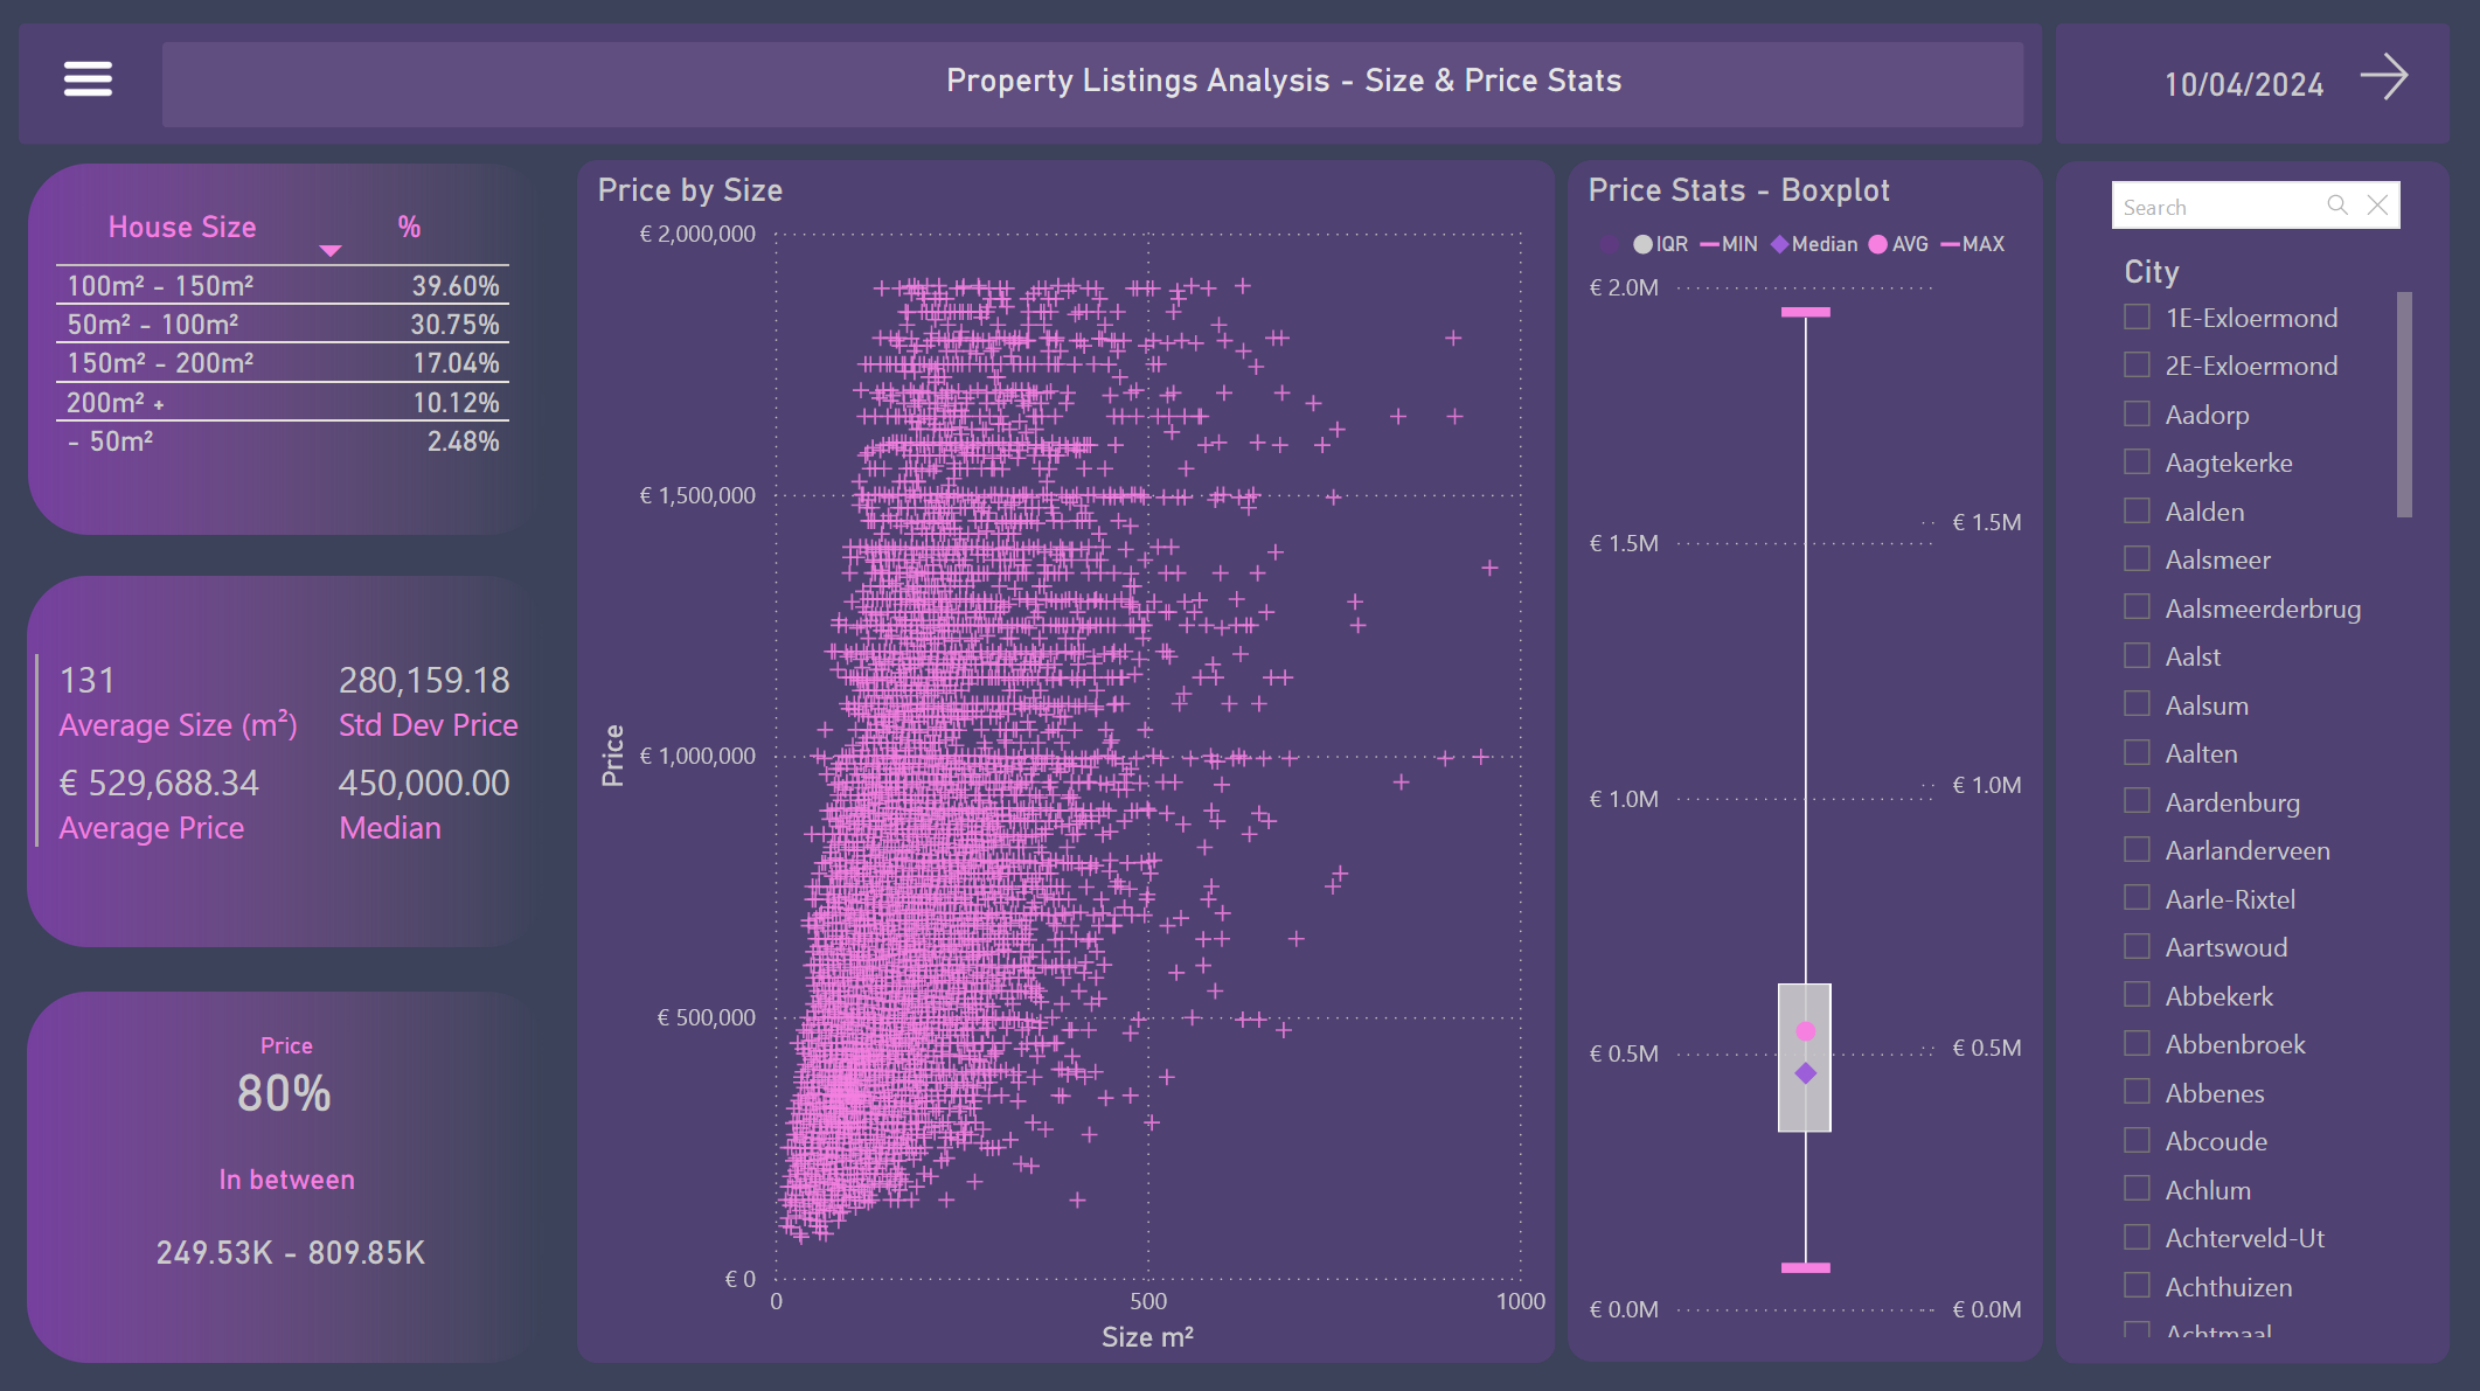 Property Listings Analysis - Size & Price Stats
10/04/2024
House Size %
100m² - 150m² 39.60%
50m² - 100m² 30.75%
150m² - 200m² 17.04%
200m² + 10.12%
- 50m² 2.48%
131 280,159.18
Average Size (m²) Std Dev Price
€ 529,688.34 450,000.00
Average Price Median
Price
80%
In between
249.53K - 809.85K
Price by Size
€ 2,000,000
€ 1,500,000
€ 1,000,000
€ 500,000
€ 0
Price
0 500 1000
Size m²
Price Stats - Boxplot
IQR MIN Median AVG MAX
€ 2.0M
€ 1.5M
€ 1.0M
€ 0.5M
€ 0.0M
€ 1.5M
€ 1.0M
€ 0.5M
€ 0.0M
Search
City
1E-Exloermond
2E-Exloermond
Aadorp
Aagtekerke
Aalden
Aalsmeer
Aalsmeerderbrug
Aalst
Aalsum
Aalten
Aardenburg
Aarlanderveen
Aarle-Rixtel
Aartswoud
Abbekerk
Abbenbroek
Abbenes
Abcoude
Achlum
Achterveld-Ut
Achthuizen
Achtmaal